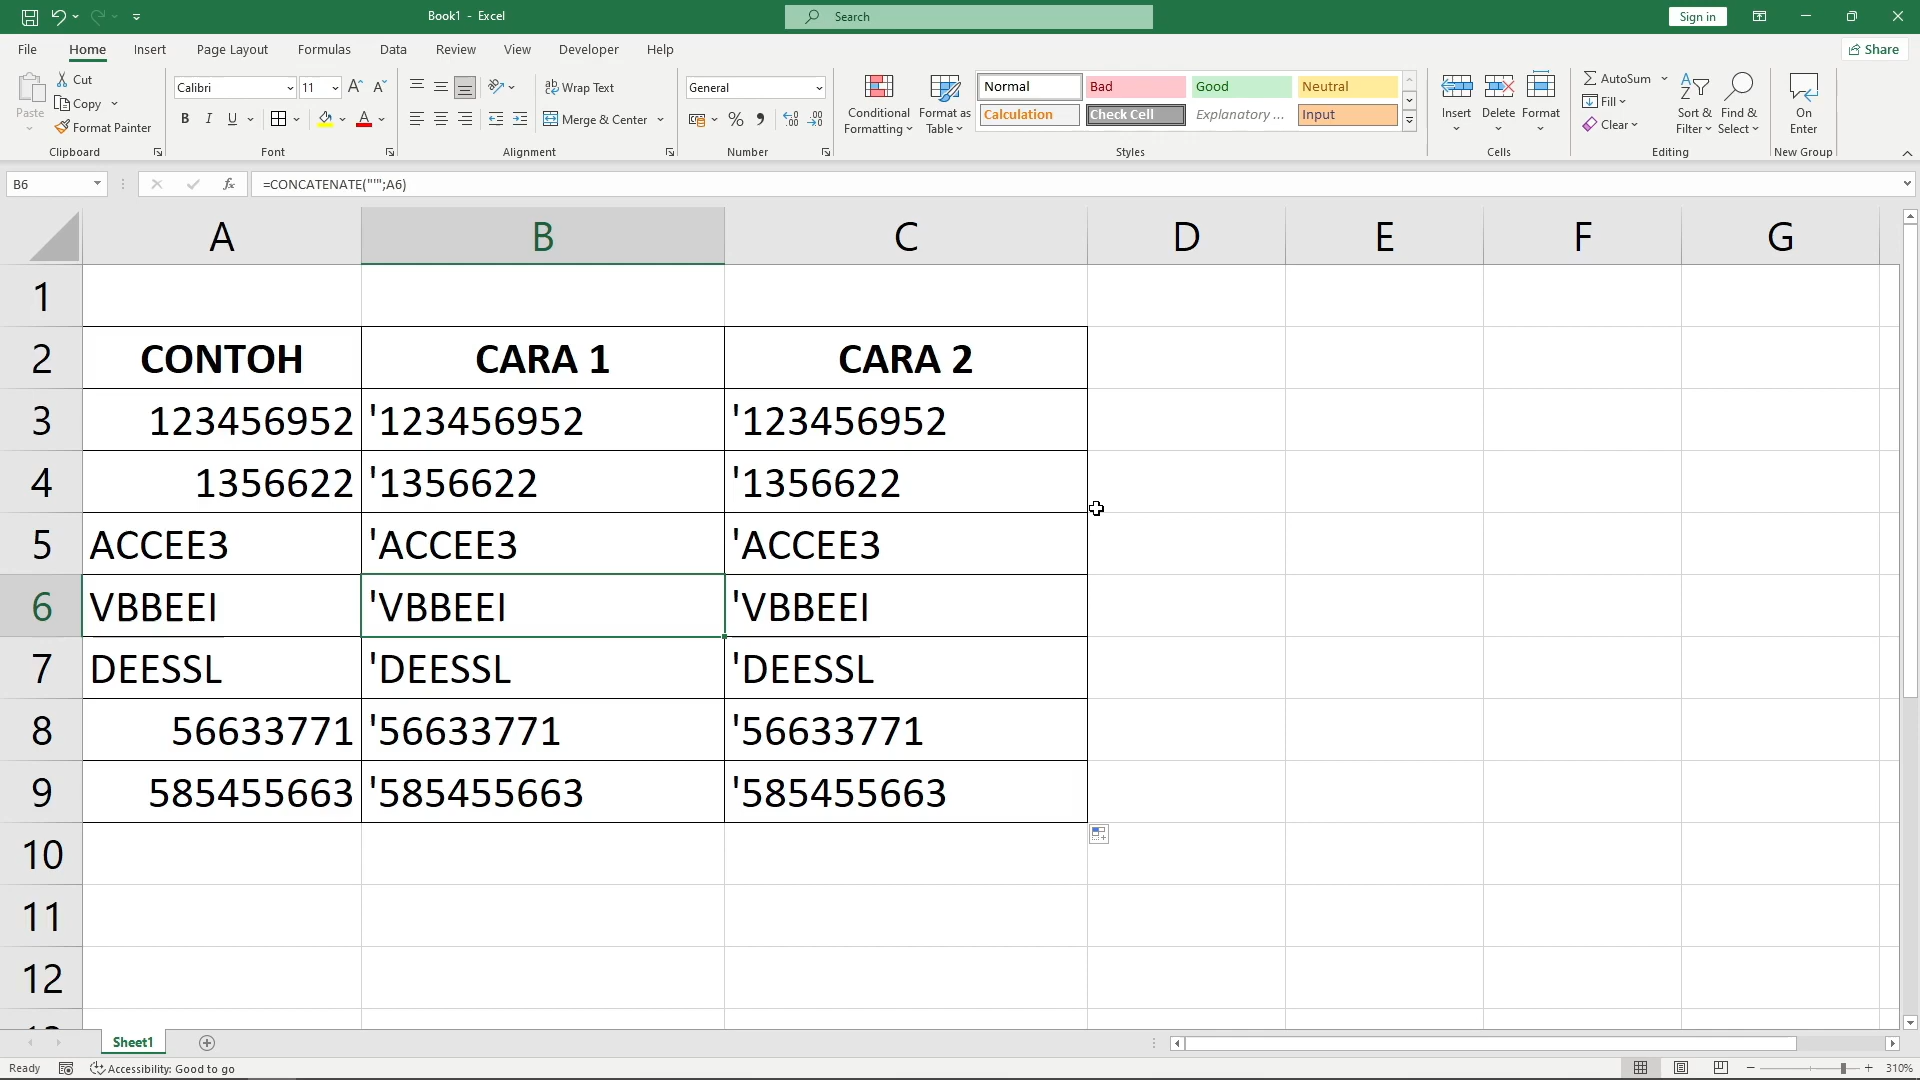 Book1 - Excel
Search
Sign in
File Home Insert Page Layout Formulas Data Review View Developer Help
Share
Paste
Cut
Copy
Format Painter
Clipboard
Calibri 11
B I U
Font
Wrap Text
Merge & Center
Alignment
General
Number
Conditional Formatting
Format as Table
Normal Bad Good Neutral
Calculation Check Cell Explanatory ... Input
Styles
Insert Delete Format
Cells
AutoSum
Fill
Clear
Sort & Filter
Find & Select
Editing
On Enter
New Group
B6
fx
=CONCATENATE("'";A6)
A B C D E F G
1
2 CONTOH CARA 1 CARA 2
3 123456952 '123456952 '123456952
4 1356622 '1356622 '1356622
5 ACCEE3 'ACCEE3 'ACCEE3
6 VBBEEI 'VBBEEI 'VBBEEI
7 DEESSL 'DEESSL 'DEESSL
8 56633771 '56633771 '56633771
9 585455663 '585455663 '585455663
10
11
12
Sheet1
Ready
Accessibility: Good to go
310%